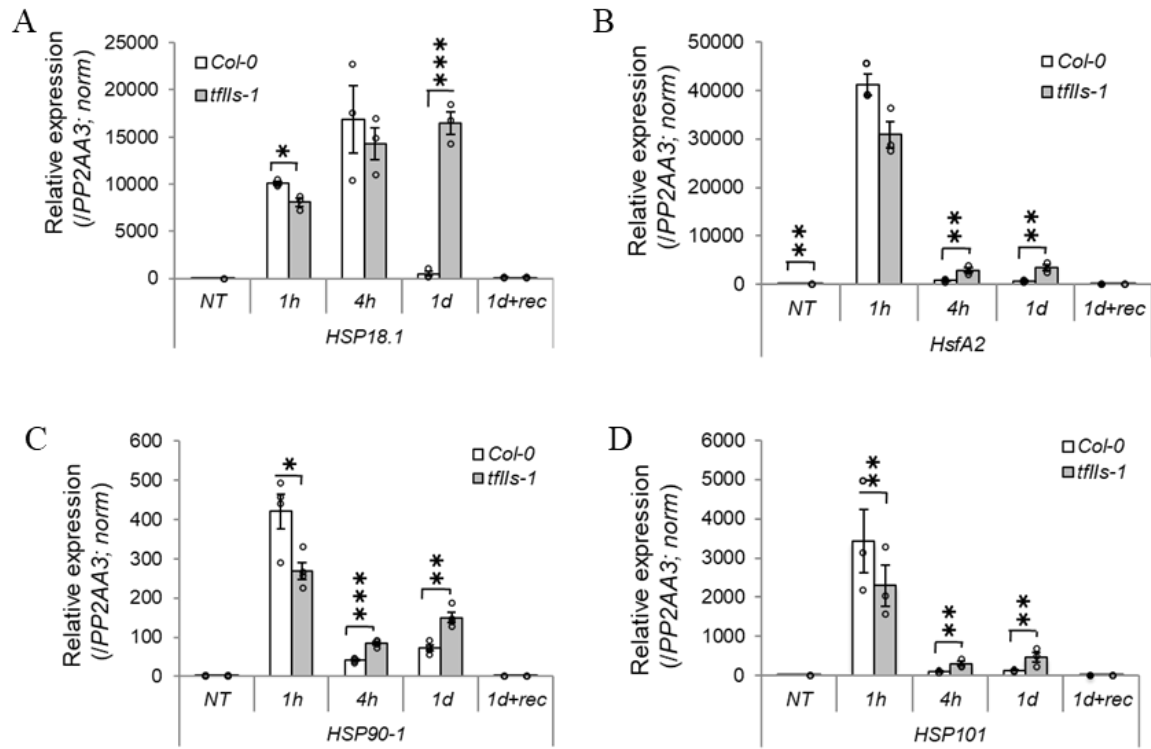 A
Relative expression
(/PP2AA3; norm)
25000
20000
15000
10000
5000
0
Col-0
tfIIs-1
*
***
NT 1h 4h 1d 1d+rec
HSP18.1
B
Relative expression
(/PP2AA3; norm)
50000
40000
30000
20000
10000
0
Col-0
tfIIs-1
**
**
**
NT 1h 4h 1d 1d+rec
HsfA2
C
Relative expression
(/PP2AA3; norm)
600
500
400
300
200
100
0
Col-0
tfIIs-1
*
***
**
NT 1h 4h 1d 1d+rec
HSP90-1
D
Relative expression
(/PP2AA3; norm)
6000
5000
4000
3000
2000
1000
0
Col-0
tfIIs-1
**
**
**
NT 1h 4h 1d 1d+rec
HSP101